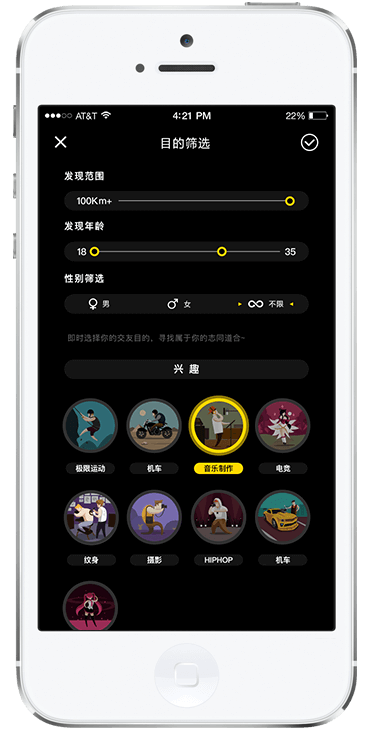 AT&T 4:21 PM 22%
目的筛选
发现范围
100Km+
发现年龄
18 35
性别筛选
男 女 不限
即时选择你的交友目的，寻找属于你的志同道合~
兴 趣
极限运动 机车 音乐制作 电竞
纹身 摄影 HIPHOP 机车